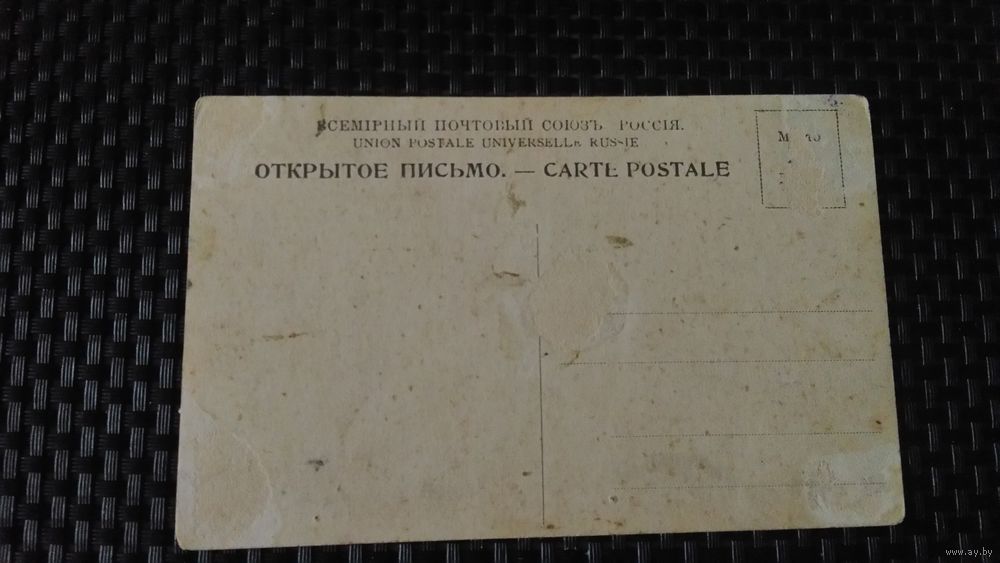 ВСЕМІРНЫЙ ПОЧТОВЫЙ СОЮЗЪ. РОССІЯ.
UNION POSTALE UNIVERSELLE RUSSIE
ОТКРЫТОЕ ПИСЬМО. — CARTE POSTALE
www.ay.by